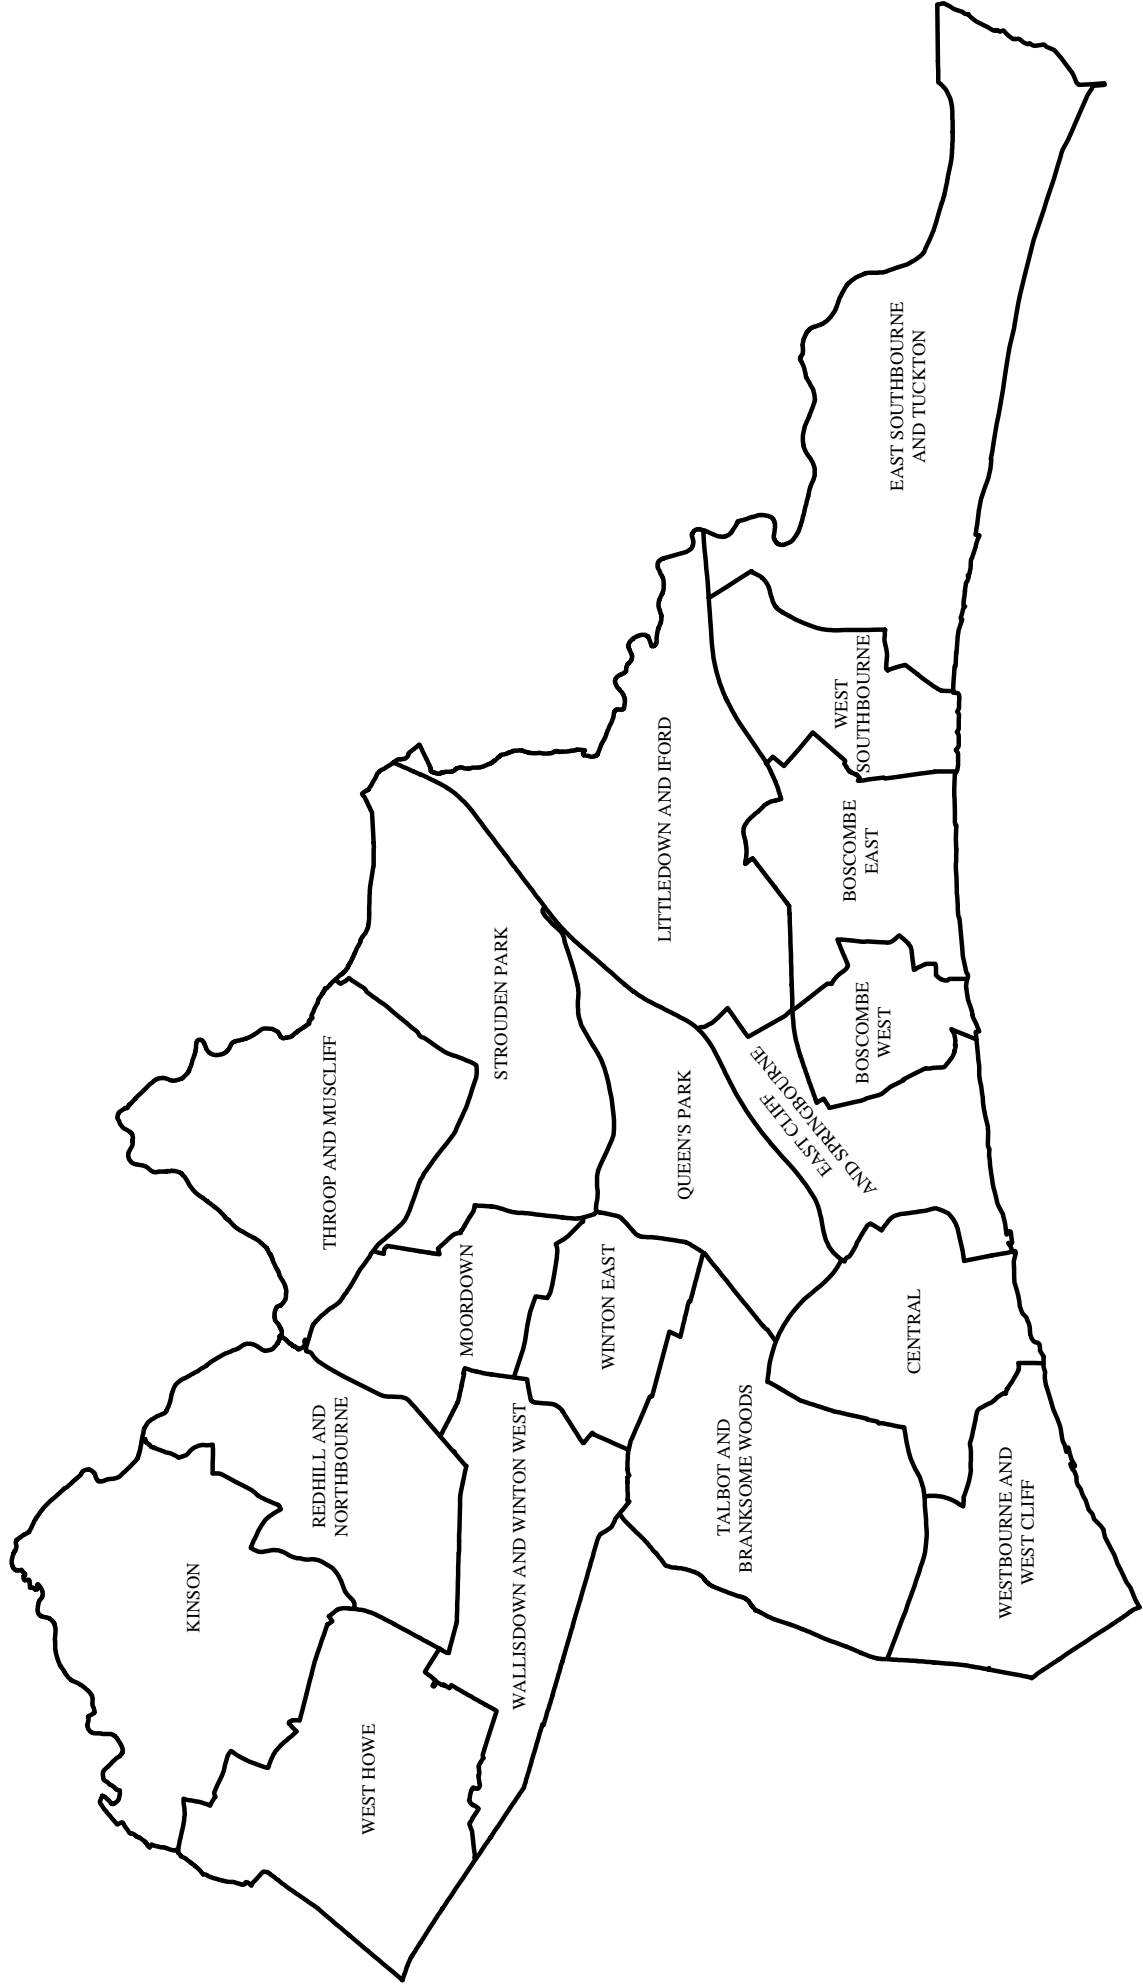 KINSON
REDHILL AND
NORTHBOURNE
THROOP AND MUSCLIFF
WEST HOWE
MOORDOWN
STROUDEN PARK
WALLISDOWN AND WINTON WEST
WINTON EAST
QUEEN'S PARK
LITTLEDOWN AND IFORD
TALBOT AND
BRANKSOME WOODS
EAST CLIFF
AND SPRINGBOURNE
BOSCOMBE
WEST
BOSCOMBE
EAST
WEST
SOUTHBOURNE
EAST SOUTHBOURNE
AND TUCKTON
CENTRAL
WESTBOURNE AND
WEST CLIFF